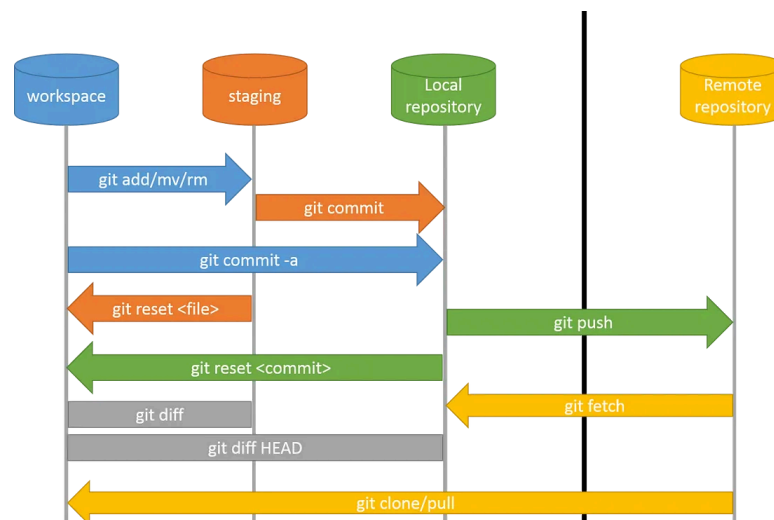 workspace
staging
Local
repository
Remote
repository
git add/mv/rm
git commit
git commit -a
git reset <file>
git push
git reset <commit>
git fetch
git diff
git diff HEAD
git clone/pull